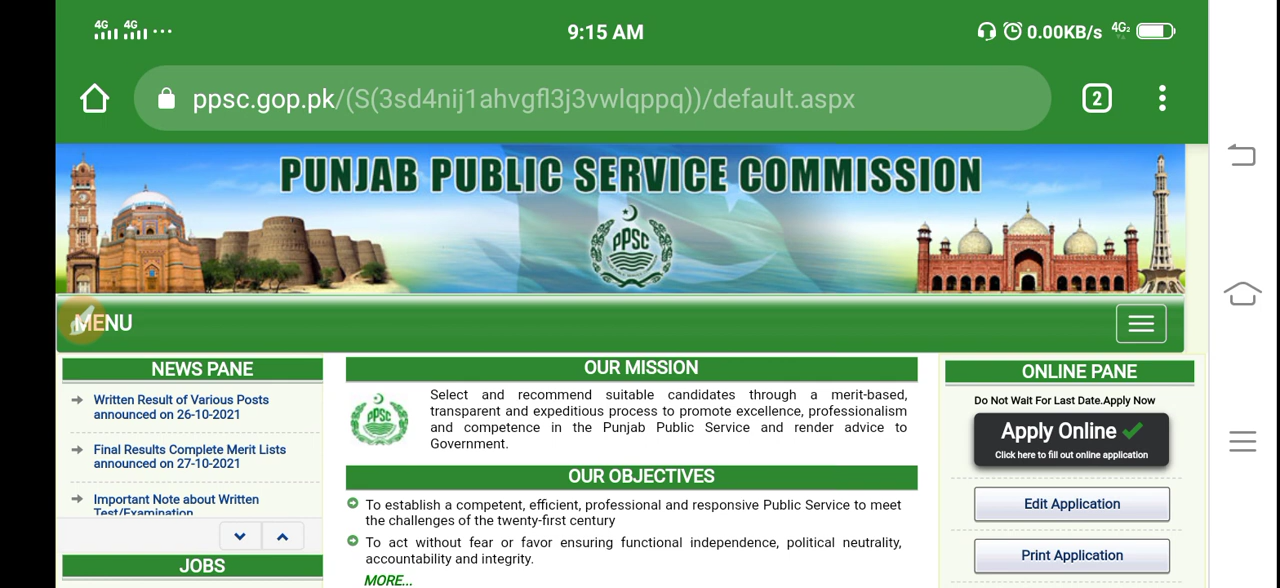 4G 4G
9:15 AM
0.00KB/s 4G2
ppsc.gop.pk/(S(3sd4nij1ahvgfl3j3vwlqppq))/default.aspx
2
PUNJAB PUBLIC SERVICE COMMISSION
PPSC
MENU
NEWS PANE
Written Result of Various Posts
announced on 26-10-2021
Final Results Complete Merit Lists
announced on 27-10-2021
Important Note about Written
Test/Examination
JOBS
OUR MISSION
PPSC
Select and recommend suitable candidates through a merit-based,
transparent and expeditious process to promote excellence, professionalism
and competence in the Punjab Public Service and render advice to
Government.
OUR OBJECTIVES
To establish a competent, efficient, professional and responsive Public Service to meet
the challenges of the twenty-first century
To act without fear or favor ensuring functional independence, political neutrality,
accountability and integrity.
MORE...
ONLINE PANE
Do Not Wait For Last Date.Apply Now
Apply Online
Click here to fill out online application
Edit Application
Print Application